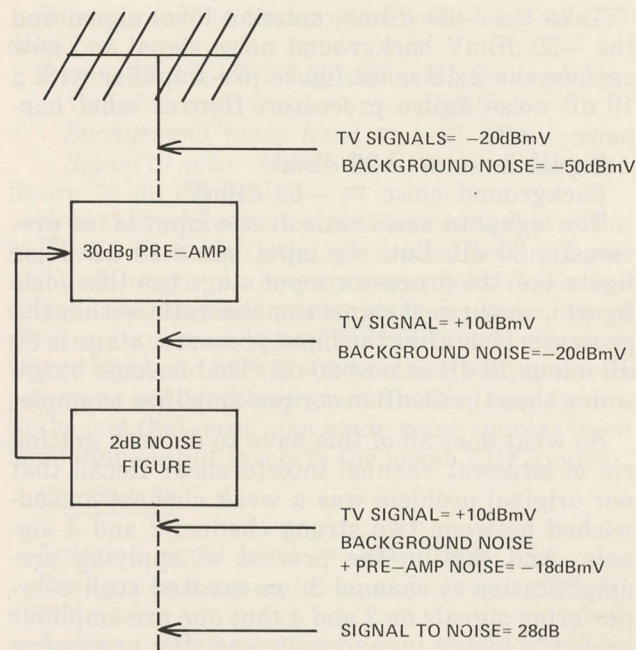 TV SIGNALS= -20dBmV
BACKGROUND NOISE= -50dBmV
30dBg PRE-AMP
TV SIGNAL= +10dBmV
BACKGROUND NOISE=-20dBmV
2dB NOISE
FIGURE
TV SIGNAL= +10dBmV
BACKGROUND NOISE
+ PRE-AMP NOISE= -18dBmV
SIGNAL TO NOISE= 28dB